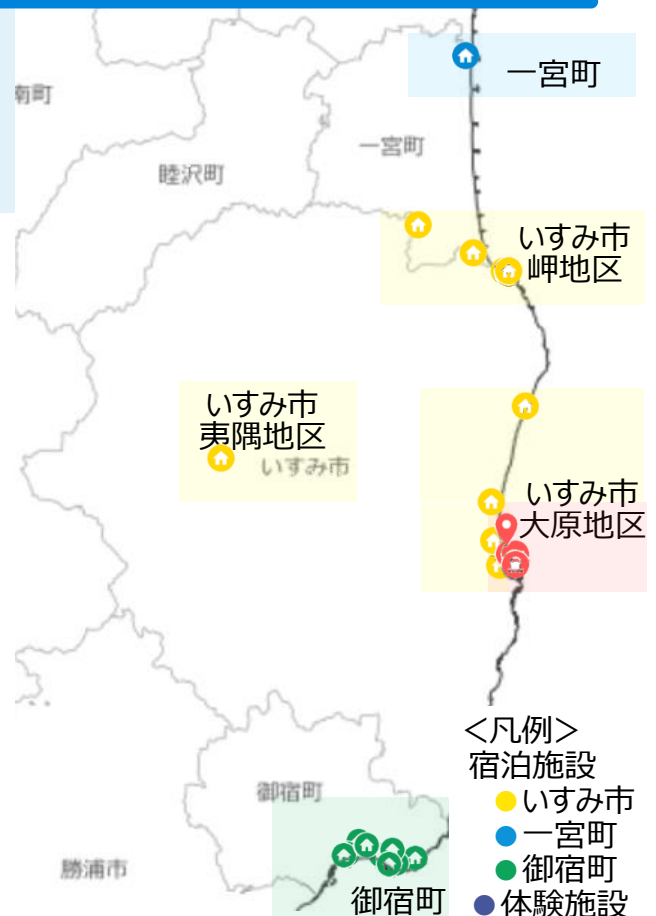 一宮町
南町
一宮町
睦沢町
いすみ市
岬地区
いすみ市
夷隅地区
いすみ市
いすみ市
大原地区
御宿町
勝浦市
御宿町
＜凡例＞
宿泊施設
いすみ市
一宮町
御宿町
体験施設